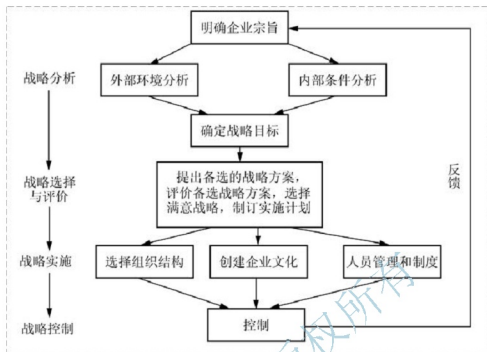 明确企业宗旨
战略分析
外部环境分析
内部条件分析
确定战略目标
反馈
战略选择
与评价
提出备选的战略方案，
评价备选战略方案，选择
满意战略，制订实施计划
战略实施
选择组织结构
创建企业文化
人员管理和制度
战略控制
控制
权所有